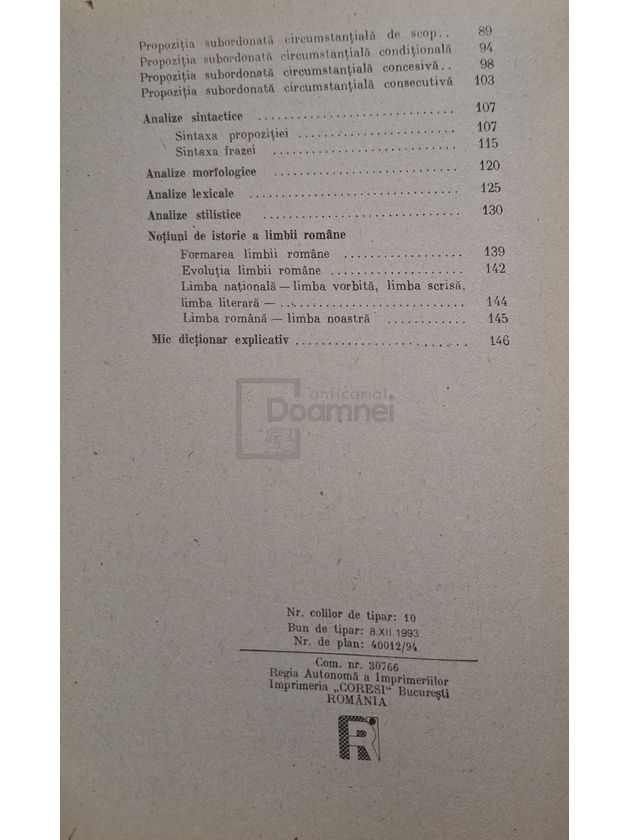 Propoziția subordonată circumstanțială de scop.. 89
Propoziția subordonată circumstanțială condițională 94
Propoziția subordonată circumstanțială concesivă.. 98
Propoziția subordonată circumstanțială consecutivă 103
Analize sintactice ............................ 107
Sintaxa propoziției ...................... 107
Sintaxa frazei ......................... 115
Analize morfologice .......................... 120
Analize lexicale .............................. 125
Analize stilistice ............................ 130
Noțiuni de istorie a limbii române
Formarea limbii române ................. 139
Evoluția limbii române ................... 142
Limba națională — limba vorbită, limba scrisă,
limba literară — .......................... 144
Limba română — limba noastră ............ 145
Mic dicționar explicativ ........................ 146
anticariat
Doamnei
Nr. colilor de tipar: 10
Bun de tipar: 8.XII.1993
Nr. de plan: 40012/94
Com. nr. 30766
Regia Autonomă a Imprimeriilor
Imprimeria „CORESI" București
ROMÂNIA